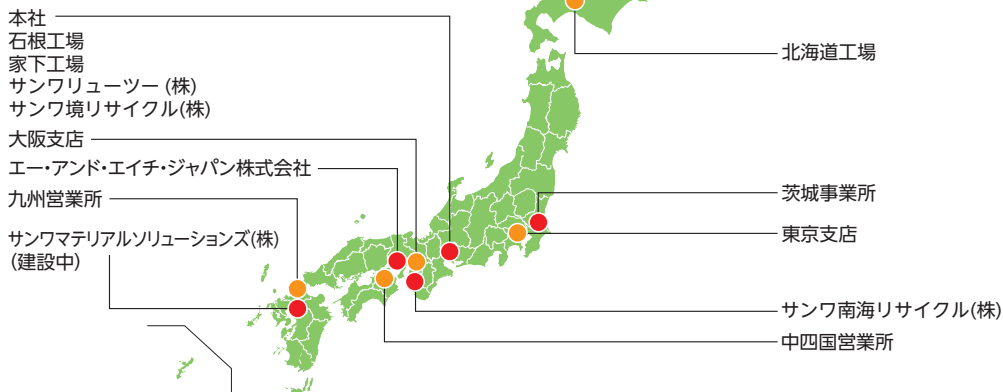 本社
石根工場
家下工場
サンワリューツー (株)
サンワ境リサイクル(株)
大阪支店
エー・アンド・エイチ・ジャパン株式会社
九州営業所
サンワマテリアルソリューションズ(株)
(建設中)
北海道工場
茨城事業所
東京支店
サンワ南海リサイクル(株)
中四国営業所